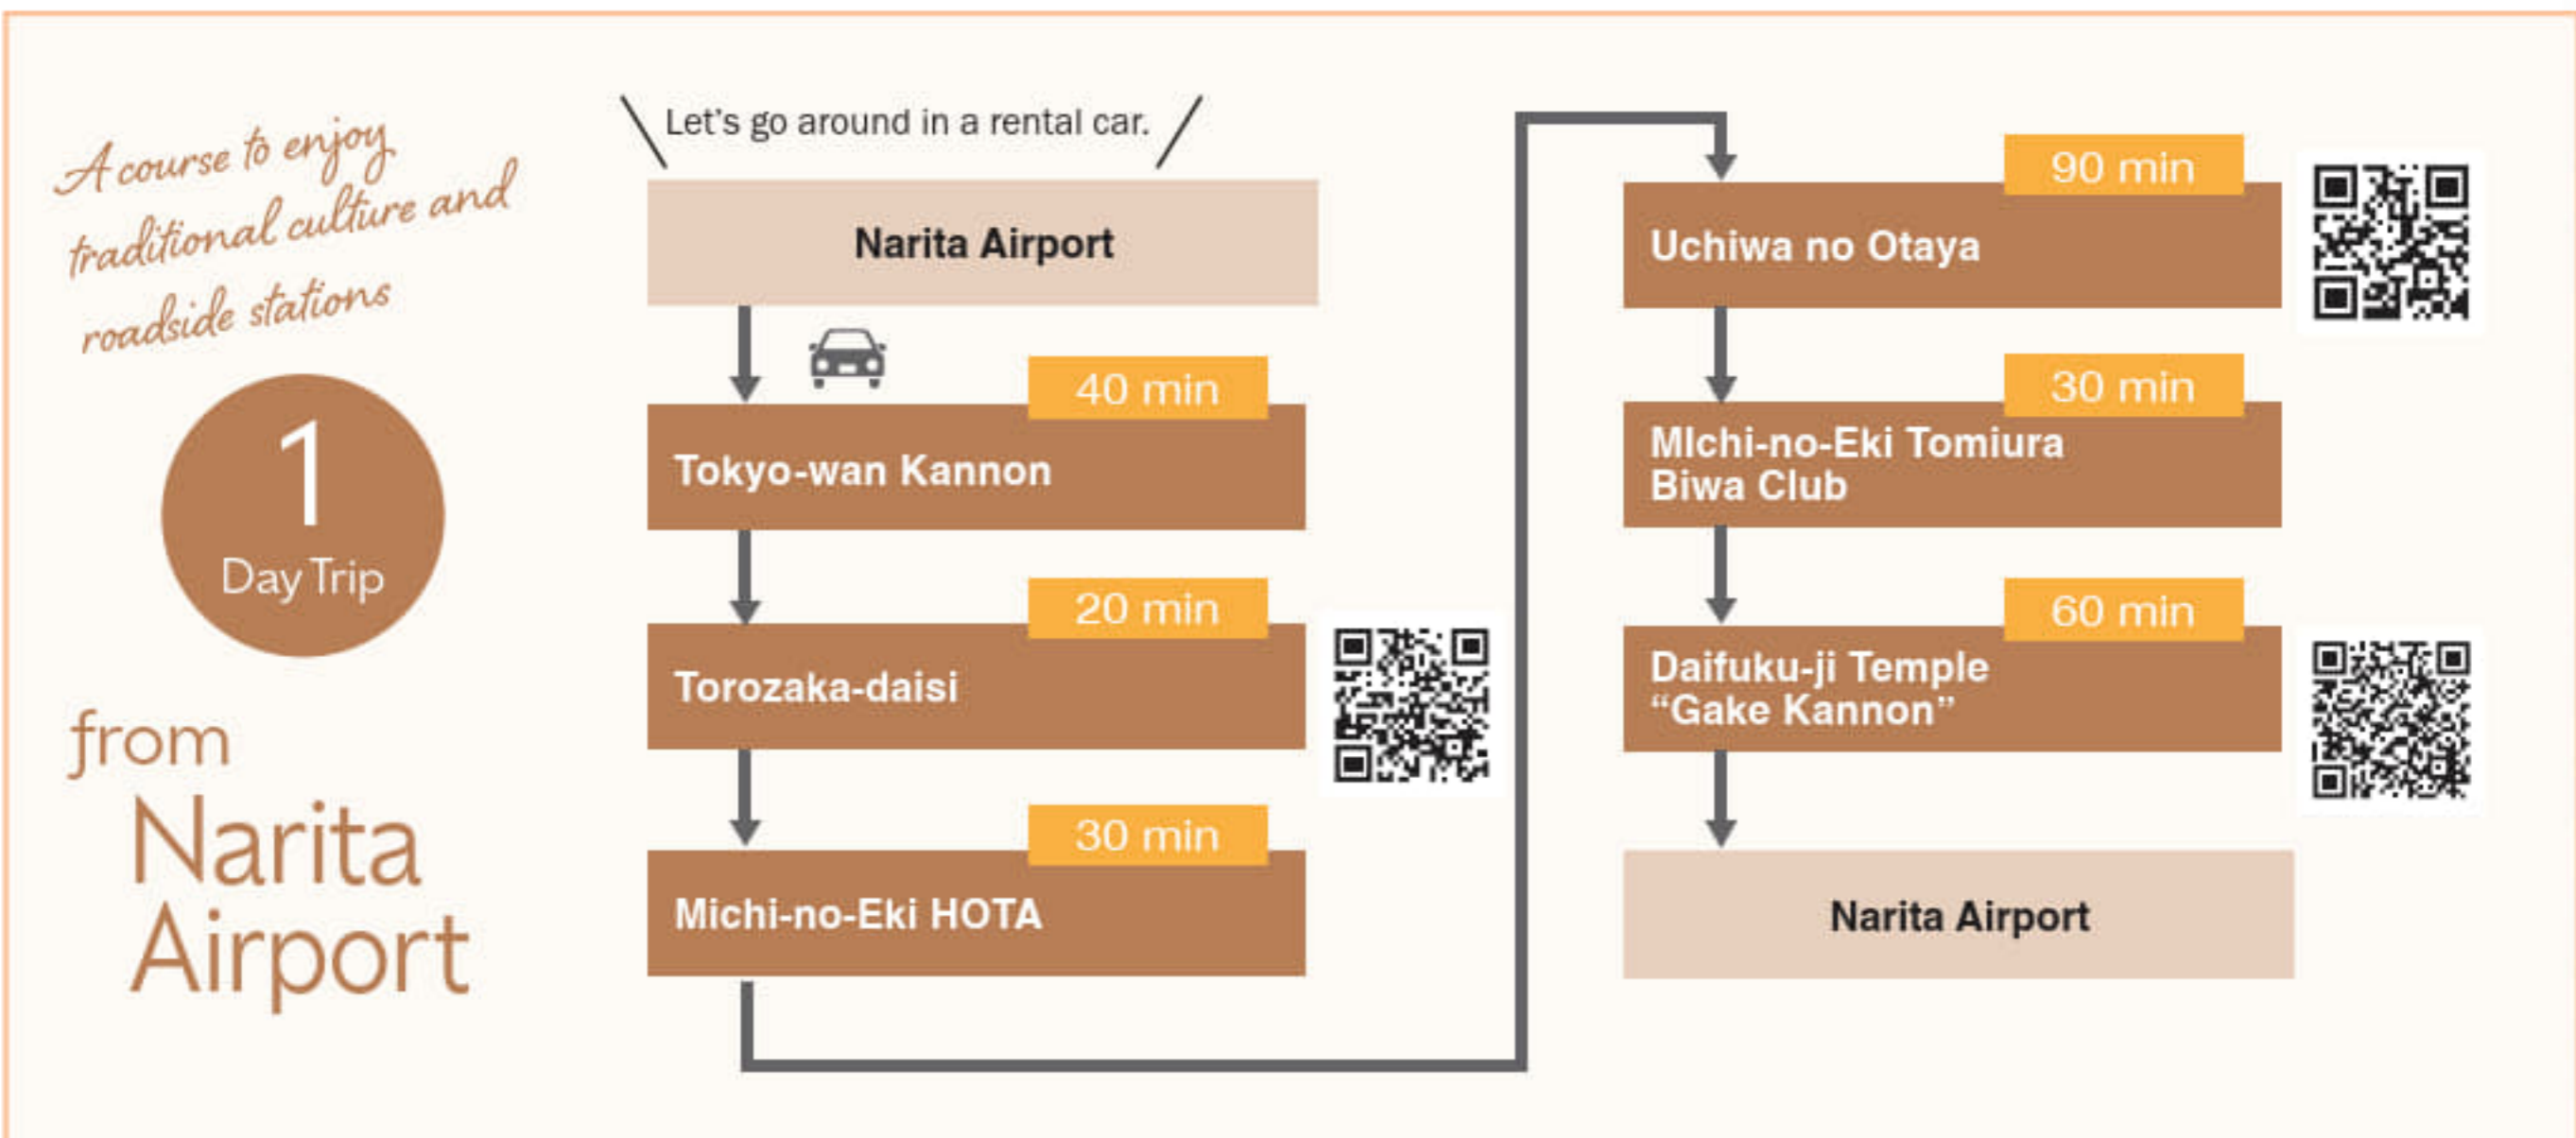 A course to enjoy
traditional culture and
roadside stations
1
Day Trip
from
Narita
Airport
Let's go around in a rental car.
Narita Airport
40 min
Tokyo-wan Kannon
20 min
Torozaka-daisi
30 min
Michi-no-Eki HOTA
90 min
Uchiwa no Otaya
30 min
MIchi-no-Eki Tomiura
Biwa Club
60 min
Daifuku-ji Temple
“Gake Kannon”
Narita Airport